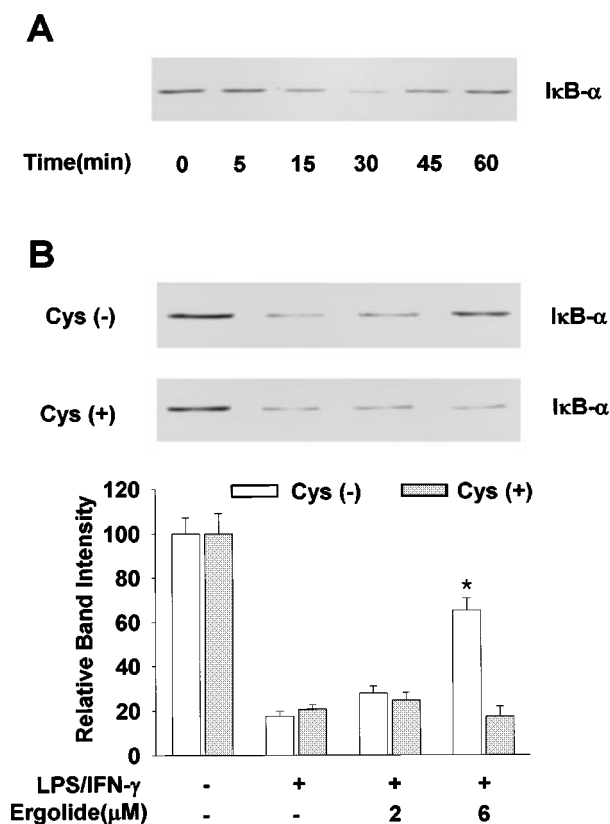 A
IκB-α
Time(min) 0 5 15 30 45 60
B
Cys (-) IκB-α
Cys (+) IκB-α
Cys (-) Cys (+)
Relative Band Intensity
120
100
80
60
40
20
0
*
LPS/IFN-γ - + + +
Ergolide(μM) - - 2 6